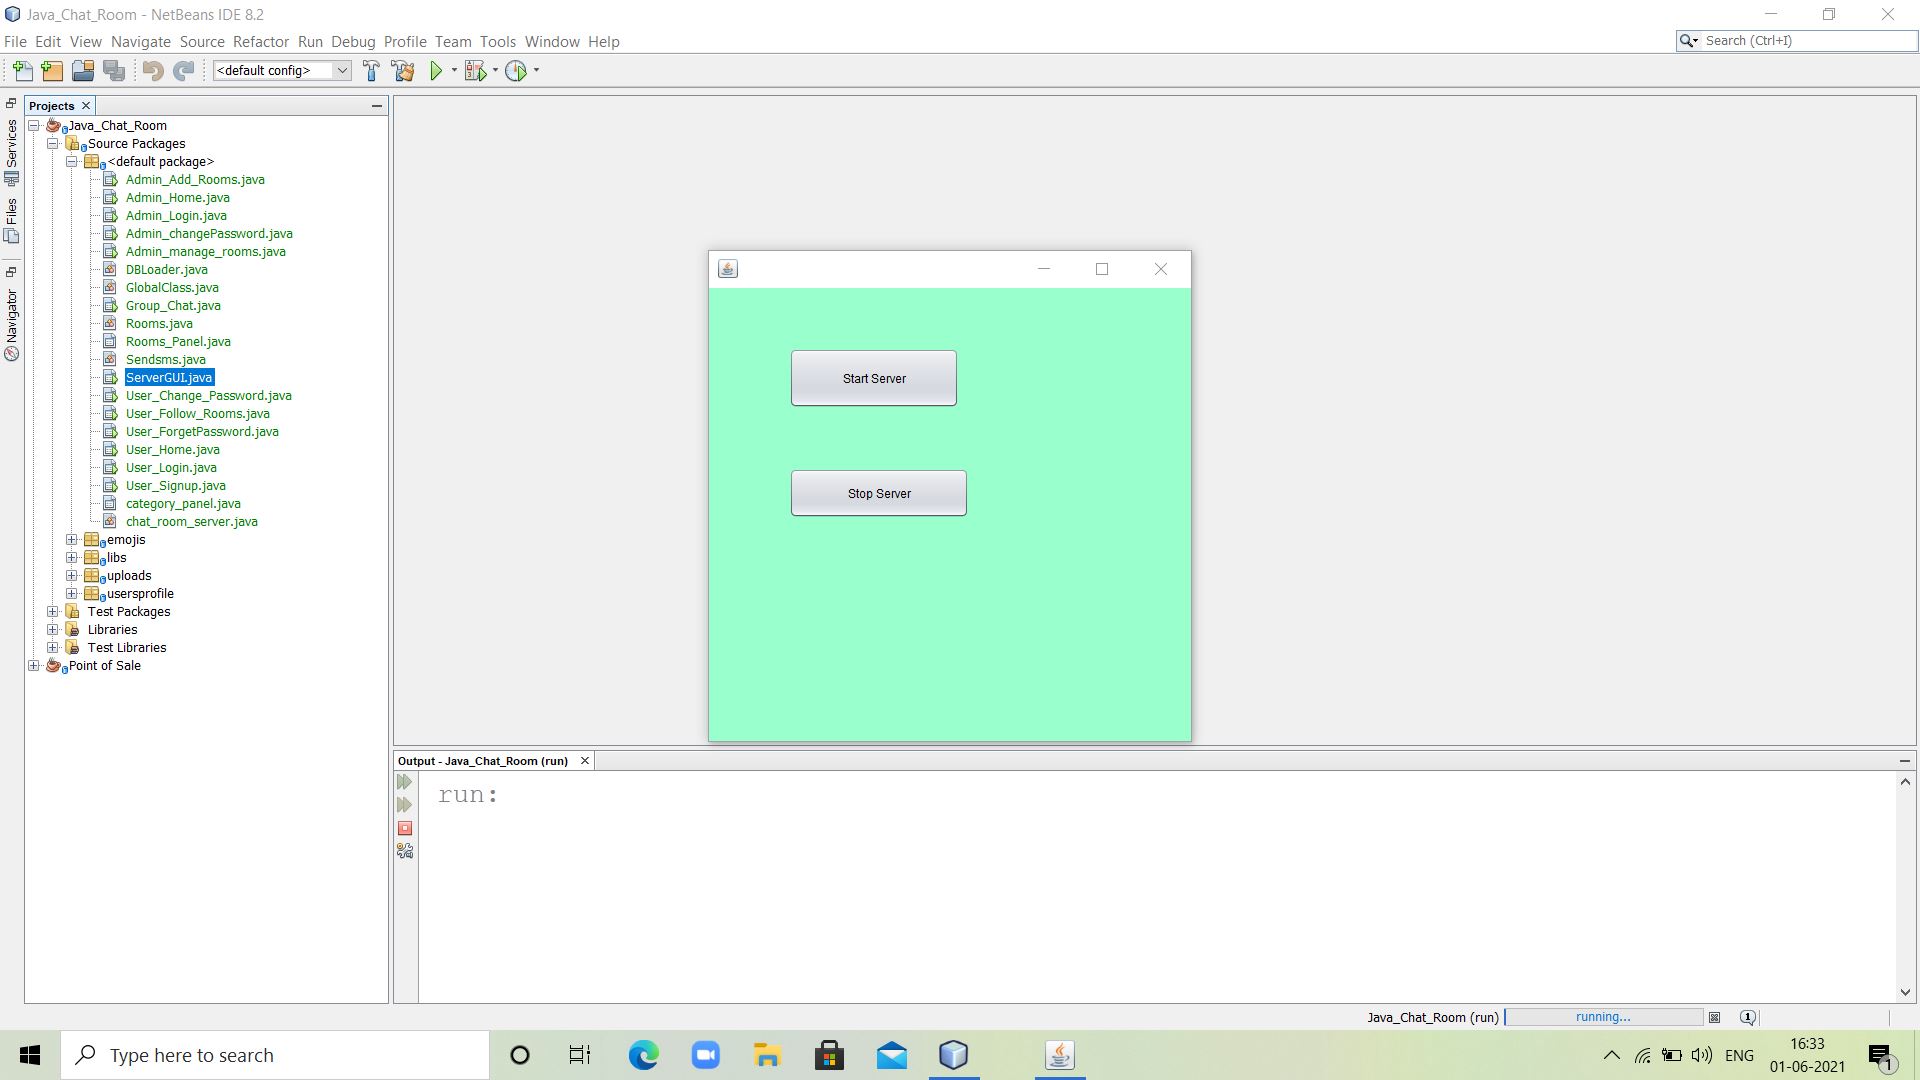 Java_Chat_Room - NetBeans IDE 8.2
File Edit View Navigate Source Refactor Run Debug Profile Team Tools Window Help
Search (Ctrl+I)
<default config>
Services
Files
Navigator
Projects
Java_Chat_Room
Source Packages
<default package>
Admin_Add_Rooms.java
Admin_Home.java
Admin_Login.java
Admin_changePassword.java
Admin_manage_rooms.java
DBLoader.java
GlobalClass.java
Group_Chat.java
Rooms.java
Rooms_Panel.java
Sendsms.java
ServerGUI.java
User_Change_Password.java
User_Follow_Rooms.java
User_ForgetPassword.java
User_Home.java
User_Login.java
User_Signup.java
category_panel.java
chat_room_server.java
emojis
libs
uploads
usersprofile
Test Packages
Libraries
Test Libraries
Point of Sale
Start Server
Stop Server
Output - Java_Chat_Room (run)
run:
Java_Chat_Room (run) running...
1
Type here to search
ENG
16:33
01-06-2021
1